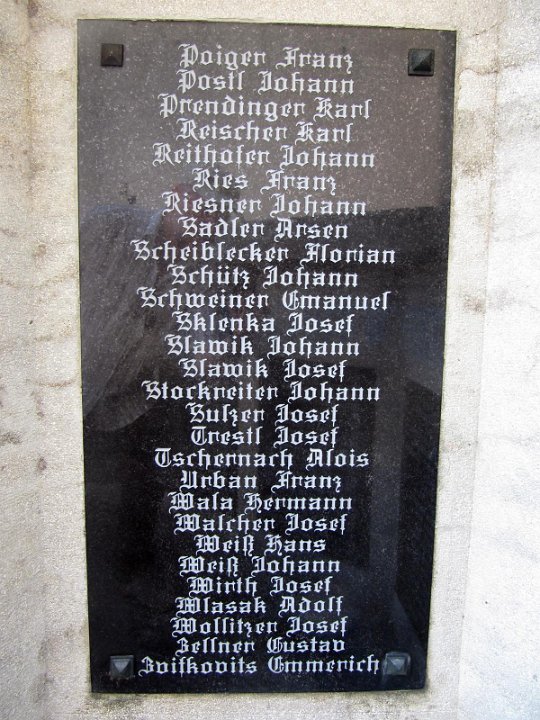 Poiger Franz
Postl Johann
Prendinger Karl
Reischer Karl
Reithofer Johann
Ries Franz
Riesner Johann
Sadler Arsen
Scheiblecker Florian
Schütz Johann
Schweiner Emanuel
Sklenka Josef
Slawik Johann
Slawik Josef
Stockreiter Johann
Sulzer Josef
Trestl Josef
Tschernach Alois
Urban Franz
Wala Hermann
Walcher Josef
Weiß Hans
Weiß Johann
Wirth Josef
Wlasak Adolf
Wollitzer Josef
Zellner Gustav
Zvifkovits Emmerich